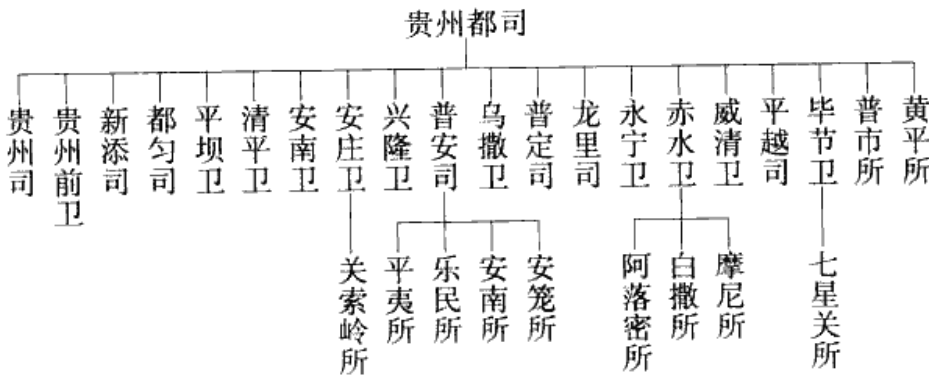 贵州都司
贵州司
贵州前卫
新添司
都匀司
平坝卫
清平卫
安南卫
安庄卫
兴隆卫
普安司
乌撒卫
普定司
龙里司
永宁卫
赤水卫
威清卫
平越司
毕节卫
普市所
黄平所
关索岭所
平夷所
乐民所
安南所
安笼所
阿落密所
白撒所
摩尼所
七星关所